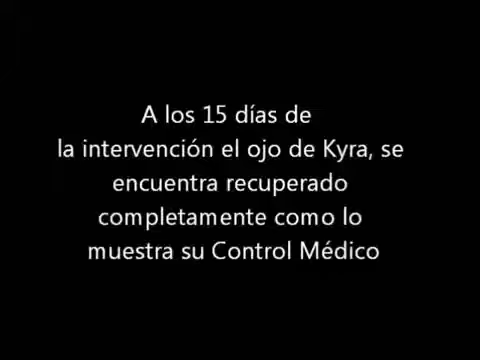 A los 15 días de
la intervención el ojo de Kyra, se
encuentra recuperado
completamente como lo
muestra su Control Médico